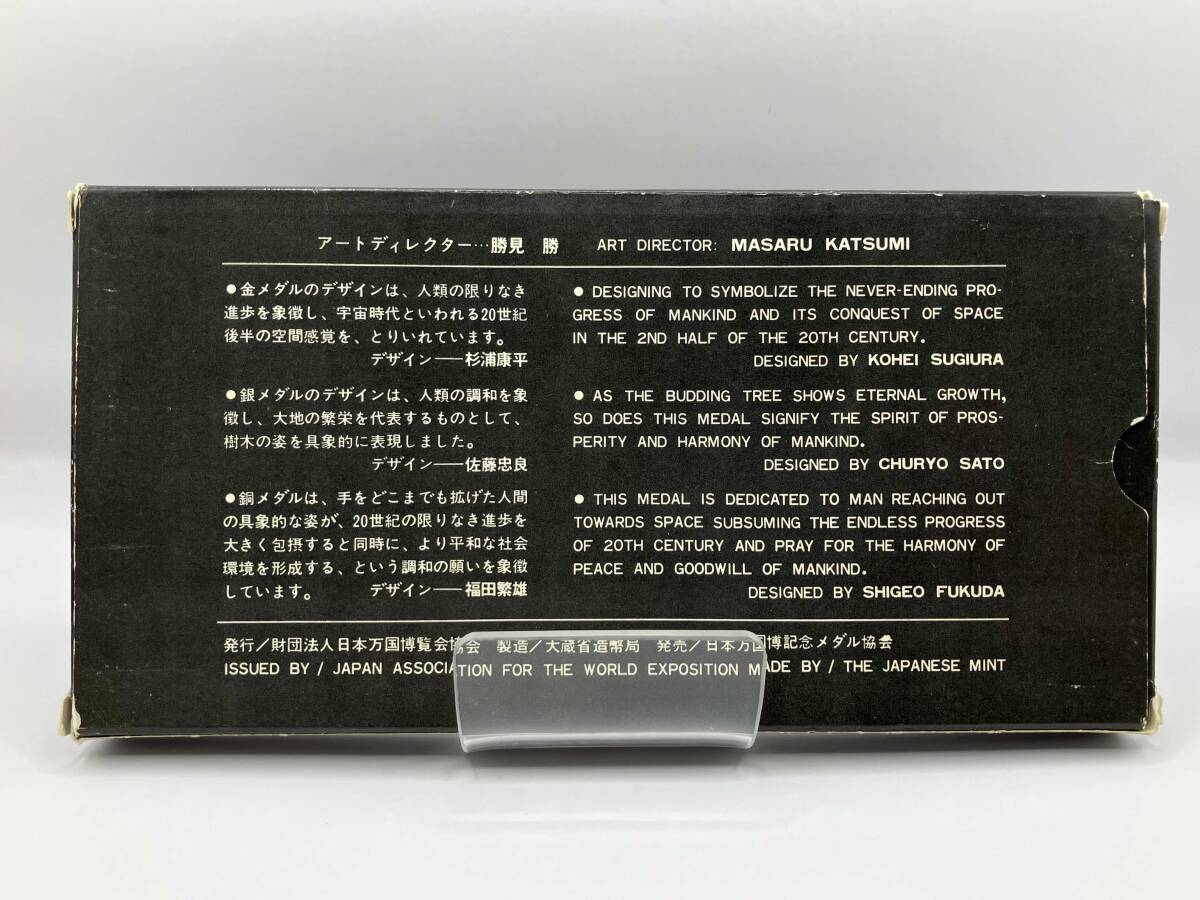 アートディレクター…勝見 勝 ART DIRECTOR: MASARU KATSUMI
●金メダルのデザインは、人類の限りなき
進歩を象徴し、宇宙時代といわれる20世紀
後半の空間感覚を、とりいれています。
デザイン──杉浦康平
● DESIGNING TO SYMBOLIZE THE NEVER-ENDING PRO-
GRESS OF MANKIND AND ITS CONQUEST OF SPACE
IN THE 2ND HALF OF THE 20TH CENTURY.
DESIGNED BY KOHEI SUGIURA
●銀メダルのデザインは、人類の調和を象
徴し、大地の繁栄を代表するものとして、
樹木の姿を具象的に表現しました。
デザイン──佐藤忠良
● AS THE BUDDING TREE SHOWS ETERNAL GROWTH,
SO DOES THIS MEDAL SIGNIFY THE SPIRIT OF PROS-
PERITY AND HARMONY OF MANKIND.
DESIGNED BY CHURYO SATO
●銅メダルは、手をどこまでも拡げた人間
の具象的な姿が、20世紀の限りなき進歩を
大きく包摂すると同時に、より平和な社会
環境を形成する、という調和の願いを象徴
しています。 デザイン──福田繁雄
● THIS MEDAL IS DEDICATED TO MAN REACHING OUT
TOWARDS SPACE SUBSUMING THE ENDLESS PROGRESS
OF 20TH CENTURY AND PRAY FOR THE HARMONY OF
PEACE AND GOODWILL OF MANKIND.
DESIGNED BY SHIGEO FUKUDA
発行/財団法人日本万国博覧会協会 製造/大蔵省造幣局 発売/日本万国博記念メダル協会
ISSUED BY / JAPAN ASSOCIATION FOR THE WORLD EXPOSITION MADE BY / THE JAPANESE MINT